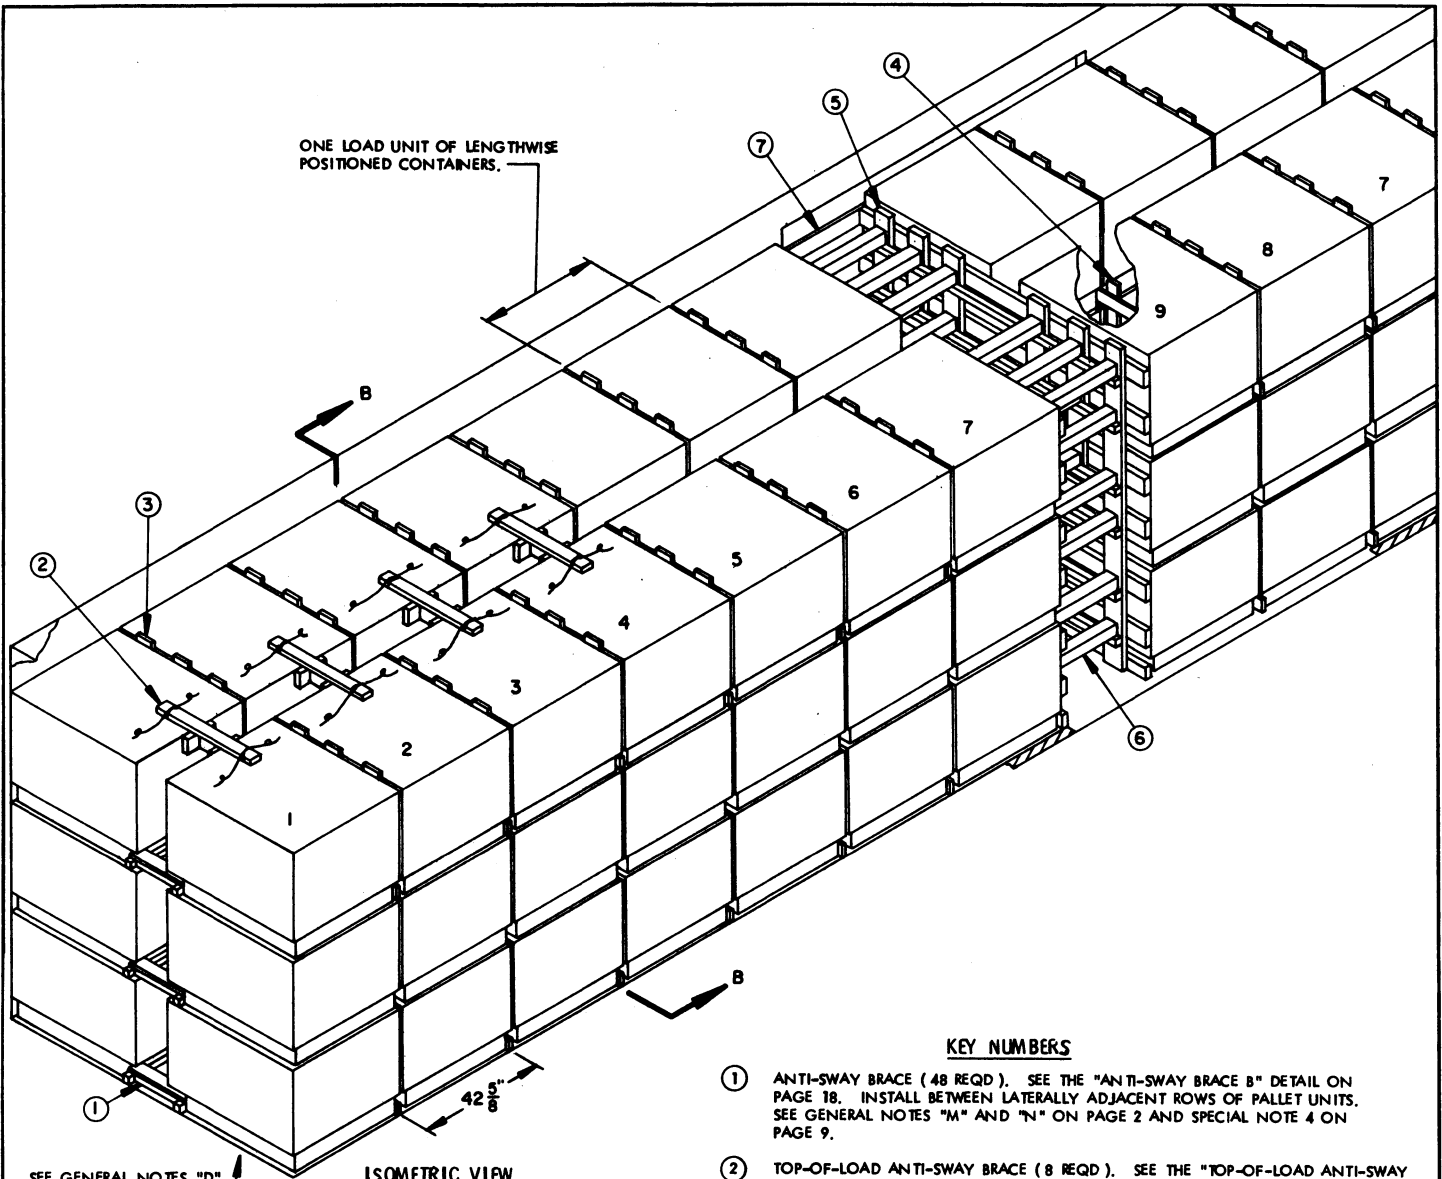 ONE LOAD UNIT OF LENGTHWISE
POSITIONED CONTAINERS.
4
5
7
7
8
9
B
7
6
5
4
3
2
1
3
2
6
B
42 5/8"
1
SEE GENERAL NOTES "D"
ISOMETRIC VIEW
KEY NUMBERS
1 ANTI-SWAY BRACE ( 48 REQD ). SEE THE "ANTI-SWAY BRACE B" DETAIL ON
PAGE 18. INSTALL BETWEEN LATERALLY ADJACENT ROWS OF PALLET UNITS.
SEE GENERAL NOTES "M" AND "N" ON PAGE 2 AND SPECIAL NOTE 4 ON
PAGE 9.
2 TOP-OF-LOAD ANTI-SWAY BRACE ( 8 REQD ). SEE THE "TOP-OF-LOAD ANTI-SWAY